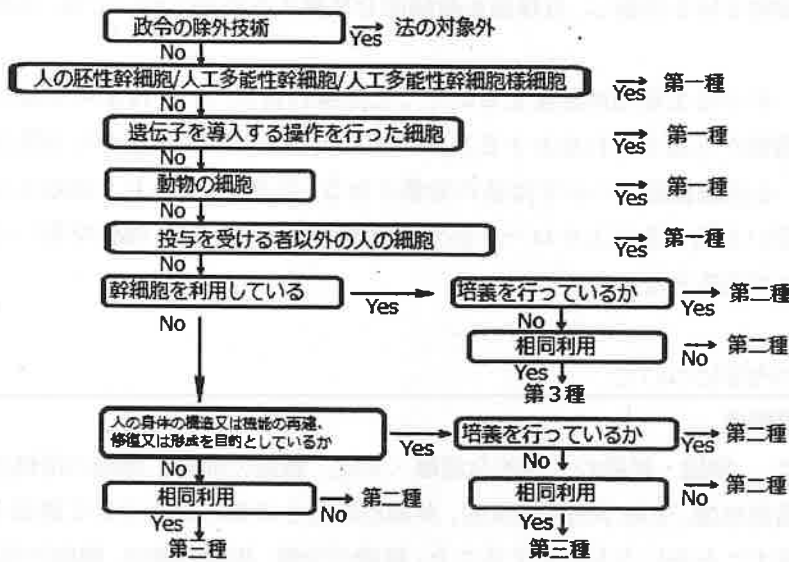 政令の除外技術 Yes 法の対象外
No
人の胚性幹細胞/人工多能性幹細胞/人工多能性幹細胞様細胞 Yes 第一種
No
遺伝子を導入する操作を行った細胞 Yes 第一種
No
動物の細胞 Yes 第一種
No
投与を受ける者以外の人の細胞 Yes 第一種
No
幹細胞を利用している Yes 培養を行っているか Yes 第二種
No
No
相同利用 No 第二種
Yes
第3種
人の身体の構造又は機能の再建、
修復又は形成を目的としているか Yes 培養を行っているか Yes 第二種
No
No
相同利用 No 第二種
相同利用 No 第二種
Yes
第三種
Yes
第三種